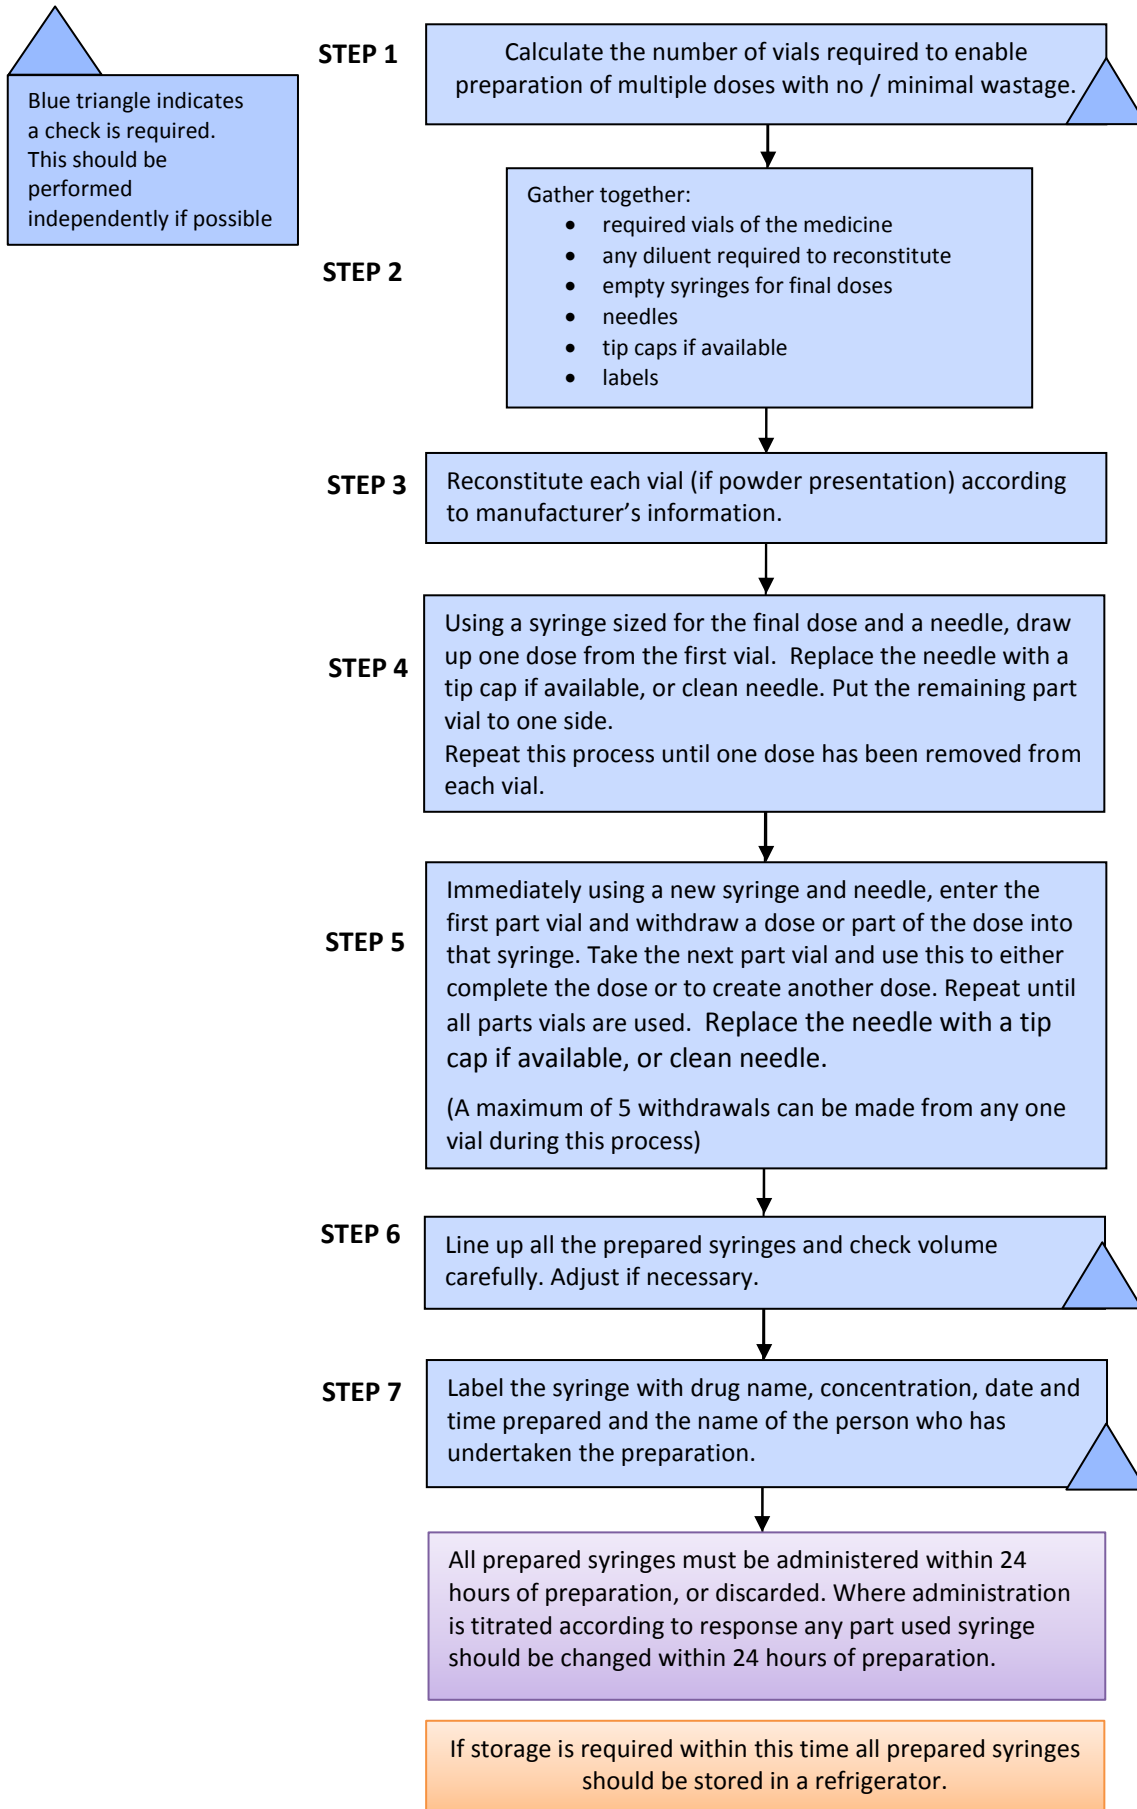 Blue triangle indicates
a check is required.
This should be
performed
independently if possible
STEP 1
Calculate the number of vials required to enable
preparation of multiple doses with no / minimal wastage.
STEP 2
Gather together:
• required vials of the medicine
• any diluent required to reconstitute
• empty syringes for final doses
• needles
• tip caps if available
• labels
STEP 3
Reconstitute each vial (if powder presentation) according
to manufacturer's information.
STEP 4
Using a syringe sized for the final dose and a needle, draw
up one dose from the first vial.  Replace the needle with a
tip cap if available, or clean needle. Put the remaining part
vial to one side.
Repeat this process until one dose has been removed from
each vial.
STEP 5
Immediately using a new syringe and needle, enter the
first part vial and withdraw a dose or part of the dose into
that syringe. Take the next part vial and use this to either
complete the dose or to create another dose. Repeat until
all parts vials are used.  Replace the needle with a tip
cap if available, or clean needle.
(A maximum of 5 withdrawals can be made from any one
vial during this process)
STEP 6
Line up all the prepared syringes and check volume
carefully. Adjust if necessary.
STEP 7
Label the syringe with drug name, concentration, date and
time prepared and the name of the person who has
undertaken the preparation.
All prepared syringes must be administered within 24
hours of preparation, or discarded. Where administration
is titrated according to response any part used syringe
should be changed within 24 hours of preparation.
If storage is required within this time all prepared syringes
should be stored in a refrigerator.